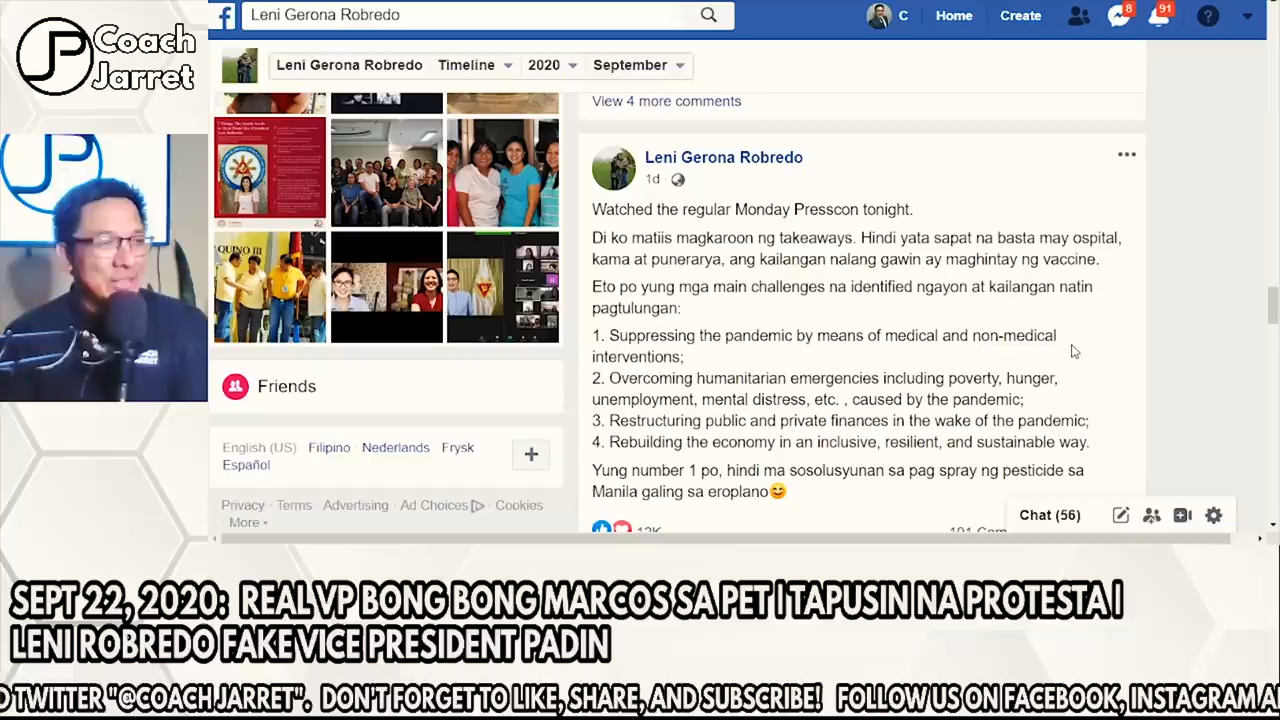 Coach
Jarret
Leni Gerona Robredo
C
Home
Create
8
91
Leni Gerona Robredo
Timeline
2020
September
View 4 more comments
Leni Gerona Robredo
1d
Watched the regular Monday Presscon tonight.
Di ko matiis magkaroon ng takeaways. Hindi yata sapat na basta may ospital,
kama at puneraya, ang kailangan nalang gawin ay maghintay ng vaccine.
Eto po yung mga main challenges na identified ngayon at kailangan natin
pagtulungan:
1. Suppressing the pandemic by means of medical and non-medical
interventions;
2. Overcoming humanitarian emergencies including poverty, hunger,
unemployment, mental distress, etc. , caused by the pandemic;
3. Restructuring public and private finances in the wake of the pandemic;
4. Rebuilding the economy in an inclusive, resilient, and sustainable way.
Yung number 1 po, hindi ma sosolusyunan sa pag spray ng pesticide sa
Manila galing sa eroplano😊
QUINO III
Friends
English (US) · Filipino · Nederlands · Frysk
Español
Privacy · Terms · Advertising · Ad Choices · Cookies
· More
Chat (56)
SEPT 22, 2020: REAL VP BONG BONG MARCOS SA PET | TAPUSIN NA PROTESTA |
LENI ROBREDO FAKE VICE PRESIDENT PADIN
TWITTER "@COACH JARRET". DON'T FORGET TO LIKE, SHARE, AND SUBSCRIBE! FOLLOW US ON FACEBOOK, INSTAGRAM